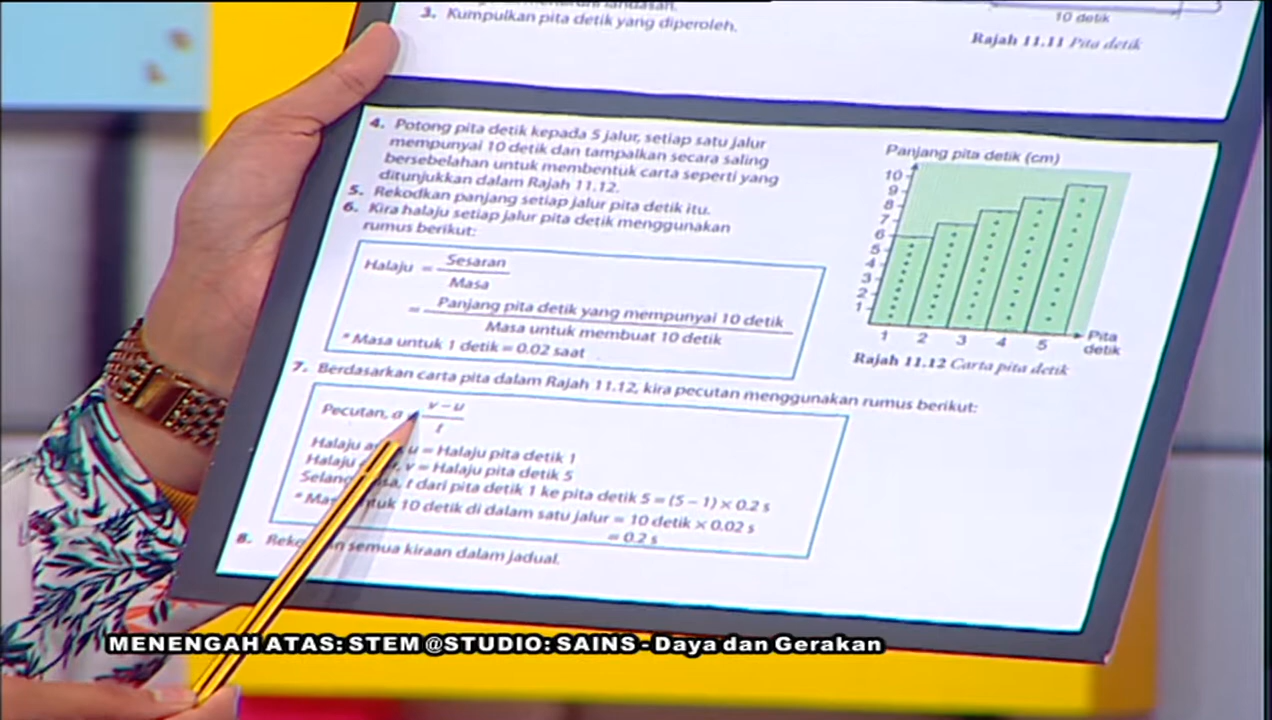 3. Kumpulkan pita detik yang diperoleh.
10 detik
Rajah 11.11 Pita detik
4. Potong pita detik kepada 5 jalur, setiap satu jalur
mempunyai 10 detik dan tampalkan secara saling
bersebelahan untuk membentuk carta seperti yang
ditunjukkan dalam Rajah 11.12.
5. Rekodkan panjang setiap jalur pita detik itu.
6. Kira halaju setiap jalur pita detik menggunakan
rumus berikut:
Halaju = Sesaran
Masa
= Panjang pita detik yang mempunyai 10 detik
Masa untuk membuat 10 detik
* Masa untuk 1 detik = 0.02 saat
Panjang pita detik (cm)
10
9
8
7
6
5
4
3
2
1
1 2 3 4 5
Pita
detik
Rajah 11.12 Carta pita detik
7. Berdasarkan carta pita dalam Rajah 11.12, kira pecutan menggunakan rumus berikut:
Pecutan, a = v – u
t
Halaju u = Halaju pita detik 1
Halaju v = Halaju pita detik 5
t dari pita detik 1 ke pita detik 5 = (5 – 1) × 0.2 s
10 detik di dalam satu jalur = 10 detik × 0.02 s
= 0.2 s
8. semua kiraan dalam jadual.
MENENGAH ATAS: STEM @STUDIO: SAINS - Daya dan Gerakan